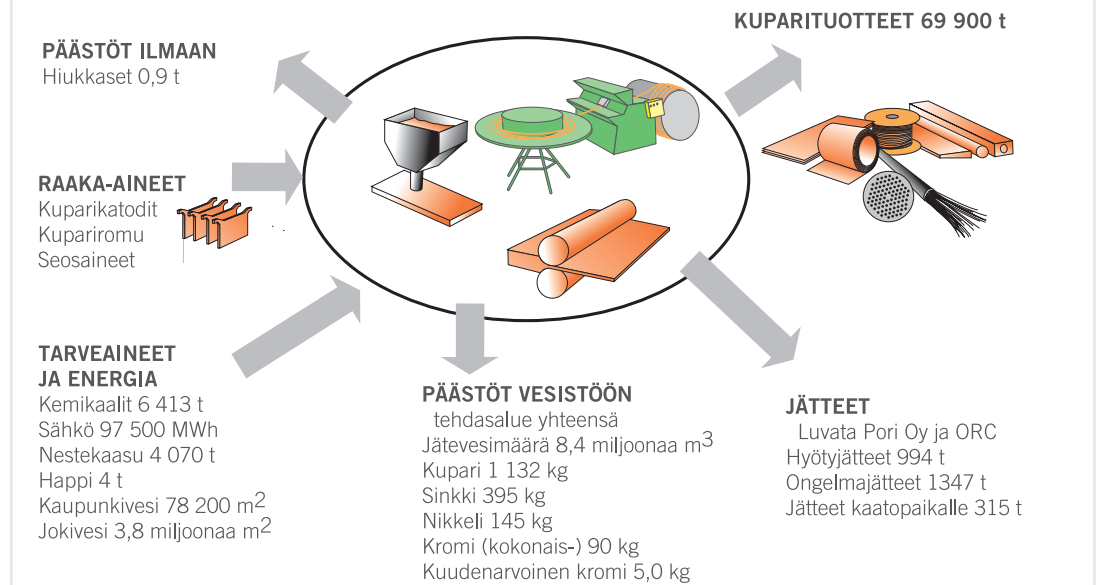 KUPARITUOTTEET 69 900 t
PÄÄSTÖT ILMAAN
Hiukkaset 0,9 t
RAAKA-AINEET
Kuparikatodit
Kupariromu
Seosaineet
TARVEAINEET
JA ENERGIA
Kemikaalit 6 413 t
Sähkö 97 500 MWh
Nestekaasu 4 070 t
Happi 4 t
Kaupunkivesi 78 200 m2
Jokivesi 3,8 miljoonaa m2
PÄÄSTÖT VESISTÖÖN
tehdasalue yhteensä
Jätevesimäärä 8,4 miljoonaa m3
Kupari 1 132 kg
Sinkki 395 kg
Nikkeli 145 kg
Kromi (kokonais-) 90 kg
Kuudenarvoinen kromi 5,0 kg
JÄTTEET
Luvata Pori Oy ja ORC
Hyötyjätteet 994 t
Ongelmajätteet 1347 t
Jätteet kaatopaikalle 315 t